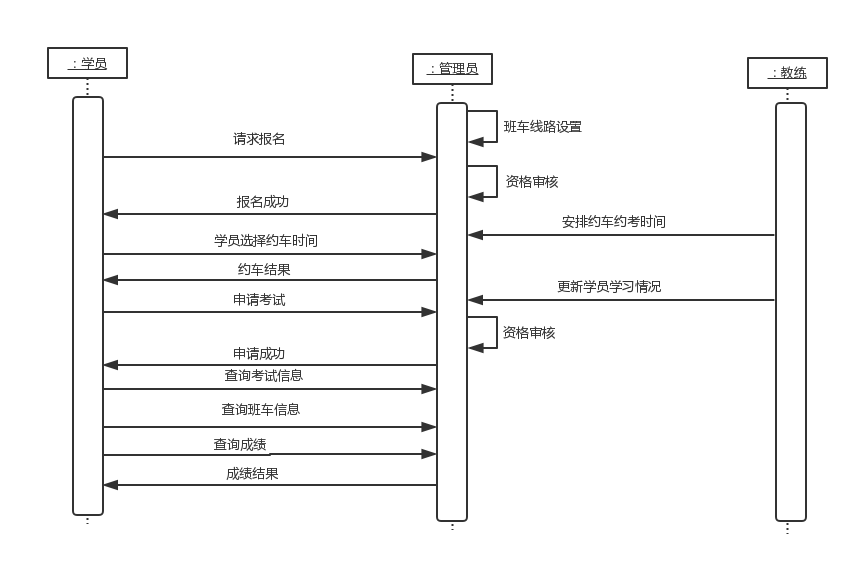 ：学员
：管理员
：教练
班车线路设置
请求报名
资格审核
报名成功
安排约车约考时间
学员选择约车时间
约车结果
更新学员学习情况
申请考试
资格审核
申请成功
查询考试信息
查询班车信息
查询成绩
成绩结果